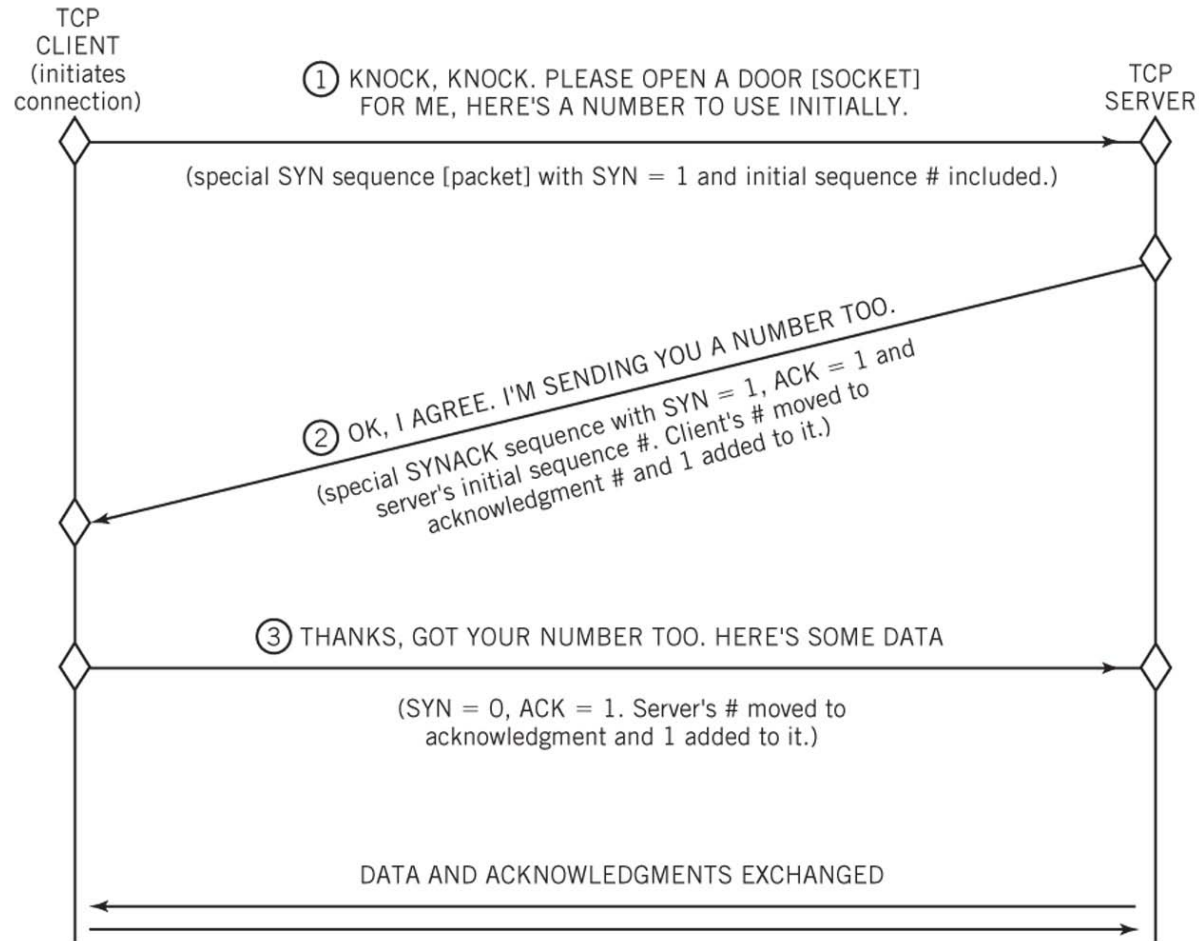 TCP
CLIENT
(initiates
connection)
TCP
SERVER
1 KNOCK, KNOCK. PLEASE OPEN A DOOR [SOCKET]
FOR ME, HERE'S A NUMBER TO USE INITIALLY.
(special SYN sequence [packet] with SYN = 1 and initial sequence # included.)
2 OK, I AGREE. I'M SENDING YOU A NUMBER TOO.
(special SYNACK sequence with SYN = 1, ACK = 1 and
server's initial sequence #. Client's # moved to
acknowledgment # and 1 added to it.)
3 THANKS, GOT YOUR NUMBER TOO. HERE'S SOME DATA
(SYN = 0, ACK = 1. Server's # moved to
acknowledgment and 1 added to it.)
DATA AND ACKNOWLEDGMENTS EXCHANGED